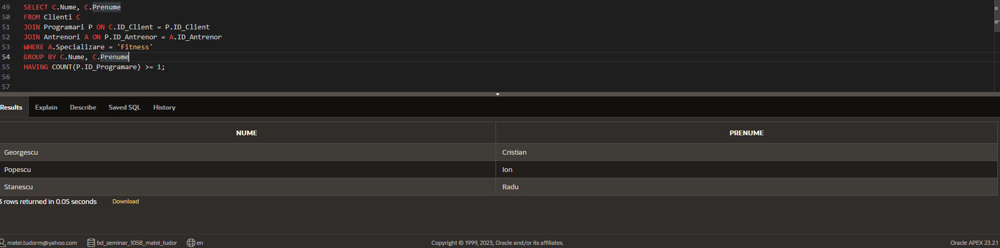 49 SELECT C.Nume, C.Prenume
50 FROM Clienti C
51 JOIN Programari P ON C.ID_Client = P.ID_Client
52 JOIN Antrenori A ON P.ID_Antrenor = A.ID_Antrenor
53 WHERE A.Specializare = 'Fitness'
54 GROUP BY C.Nume, C.Prenume
55 HAVING COUNT(P.ID_Programare) >= 1;
56
57
Results Explain Describe Saved SQL History
NUME PRENUME
Georgescu Cristian
Popescu Ion
Stanescu Radu
3 rows returned in 0.05 seconds Download
matei.tudorm@yahoo.com bd_seminar_1058_matei_tudor en Copyright © 1999, 2023, Oracle and/or its affiliates. Oracle APEX 23.2.1